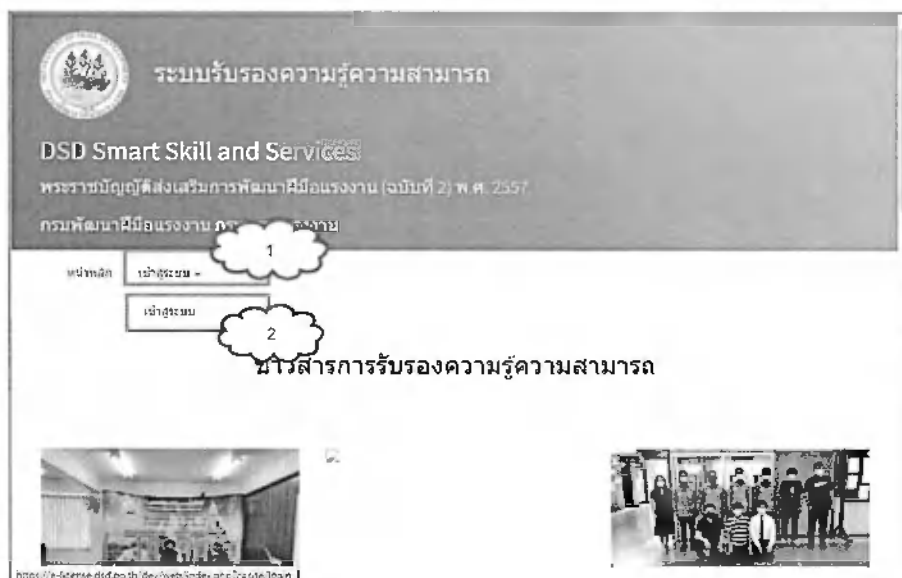 ระบบรับรองความรู้ความสามารถ
DSD Smart Skill and Services
พระราชบัญญัติส่งเสริมการพัฒนาฝีมือแรงงาน (ฉบับที่ 2) พ.ศ. 2557
กรมพัฒนาฝีมือแรงงาน
1
หน้าหลัก เข้าสู่ระบบ
เข้าสู่ระบบ
2
ข่าวสารการรับรองความรู้ความสามารถ